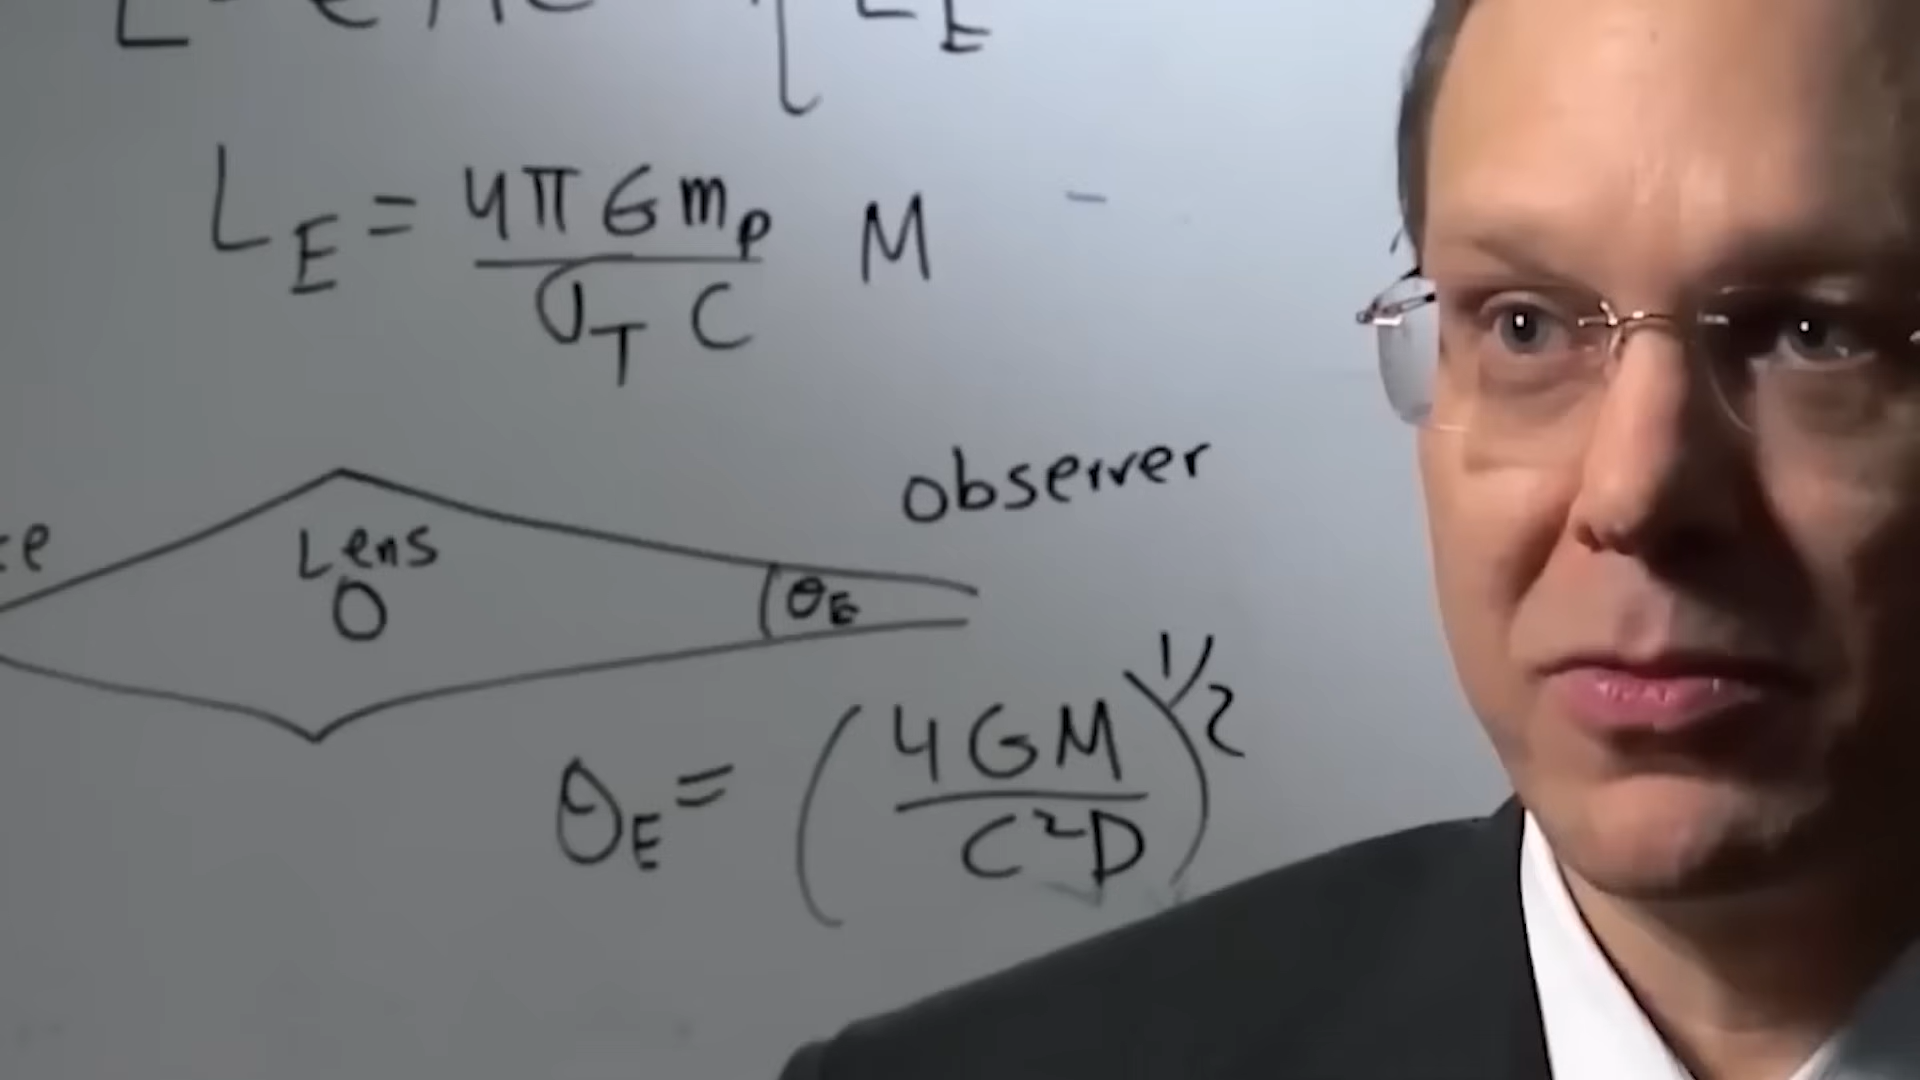 L_E = 4πGm_p / σ_T C M
observer
Lens
θ_E
θ_E = (4GM / C²D)^1/2